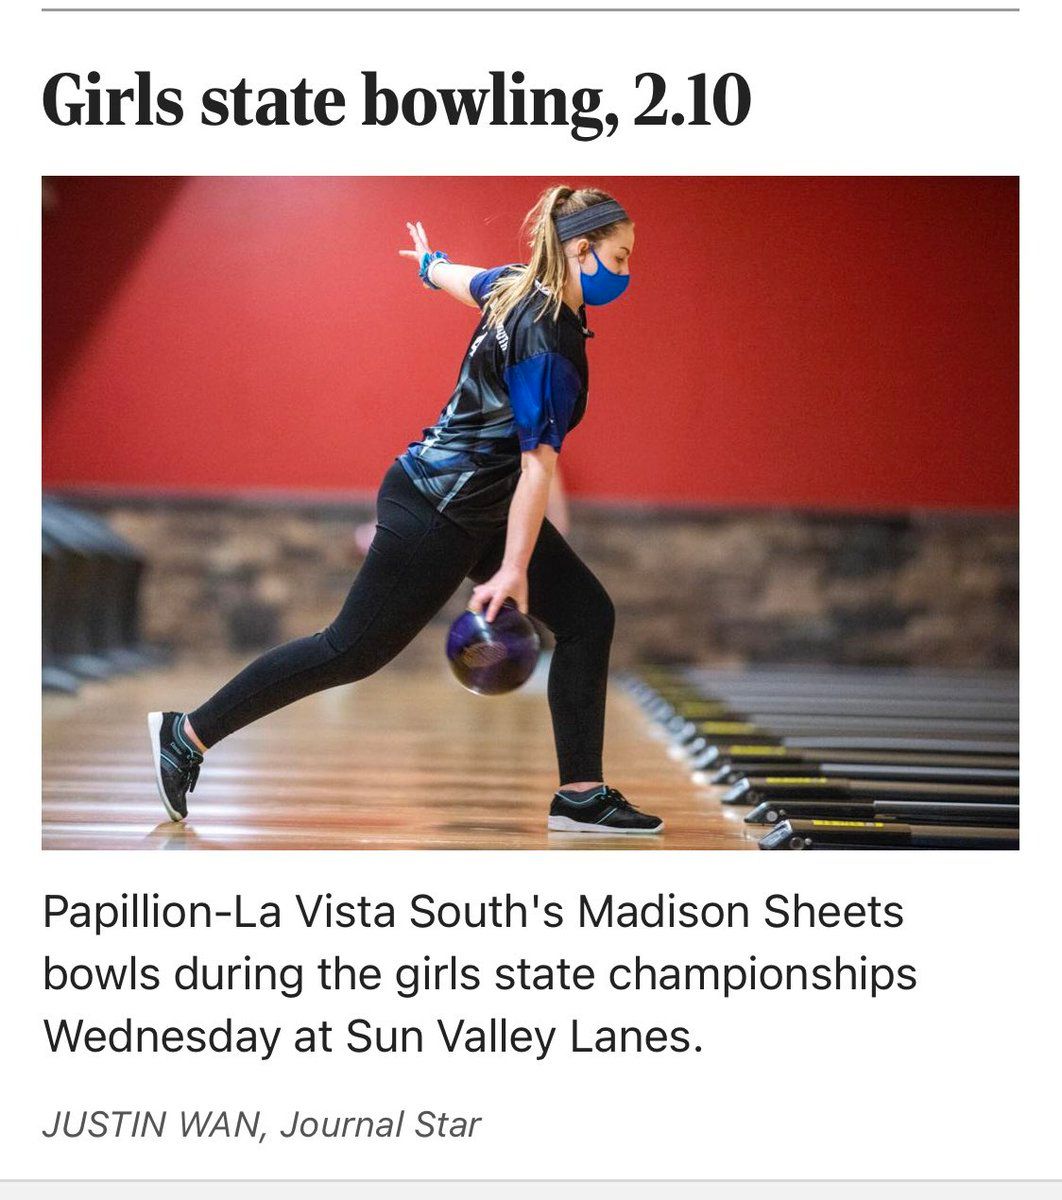 Girls state bowling, 2.10
Papillion-La Vista South's Madison Sheets
bowls during the girls state championships
Wednesday at Sun Valley Lanes.
JUSTIN WAN, Journal Star